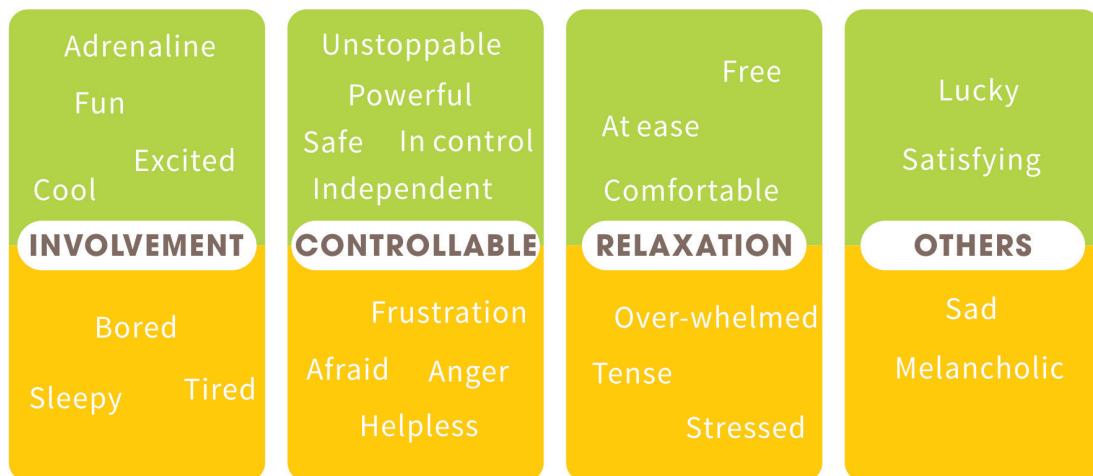 Adrenaline
Fun
Excited
Cool
INVOLVEMENT
Bored
Tired
Sleepy
Unstoppable
Powerful
Safe In control
Independent
CONTROLLABLE
Frustration
Afraid Anger
Helpless
Free
At ease
Comfortable
RELAXATION
Over-whelmed
Tense
Stressed
Lucky
Satisfying
OTHERS
Sad
Melancholic